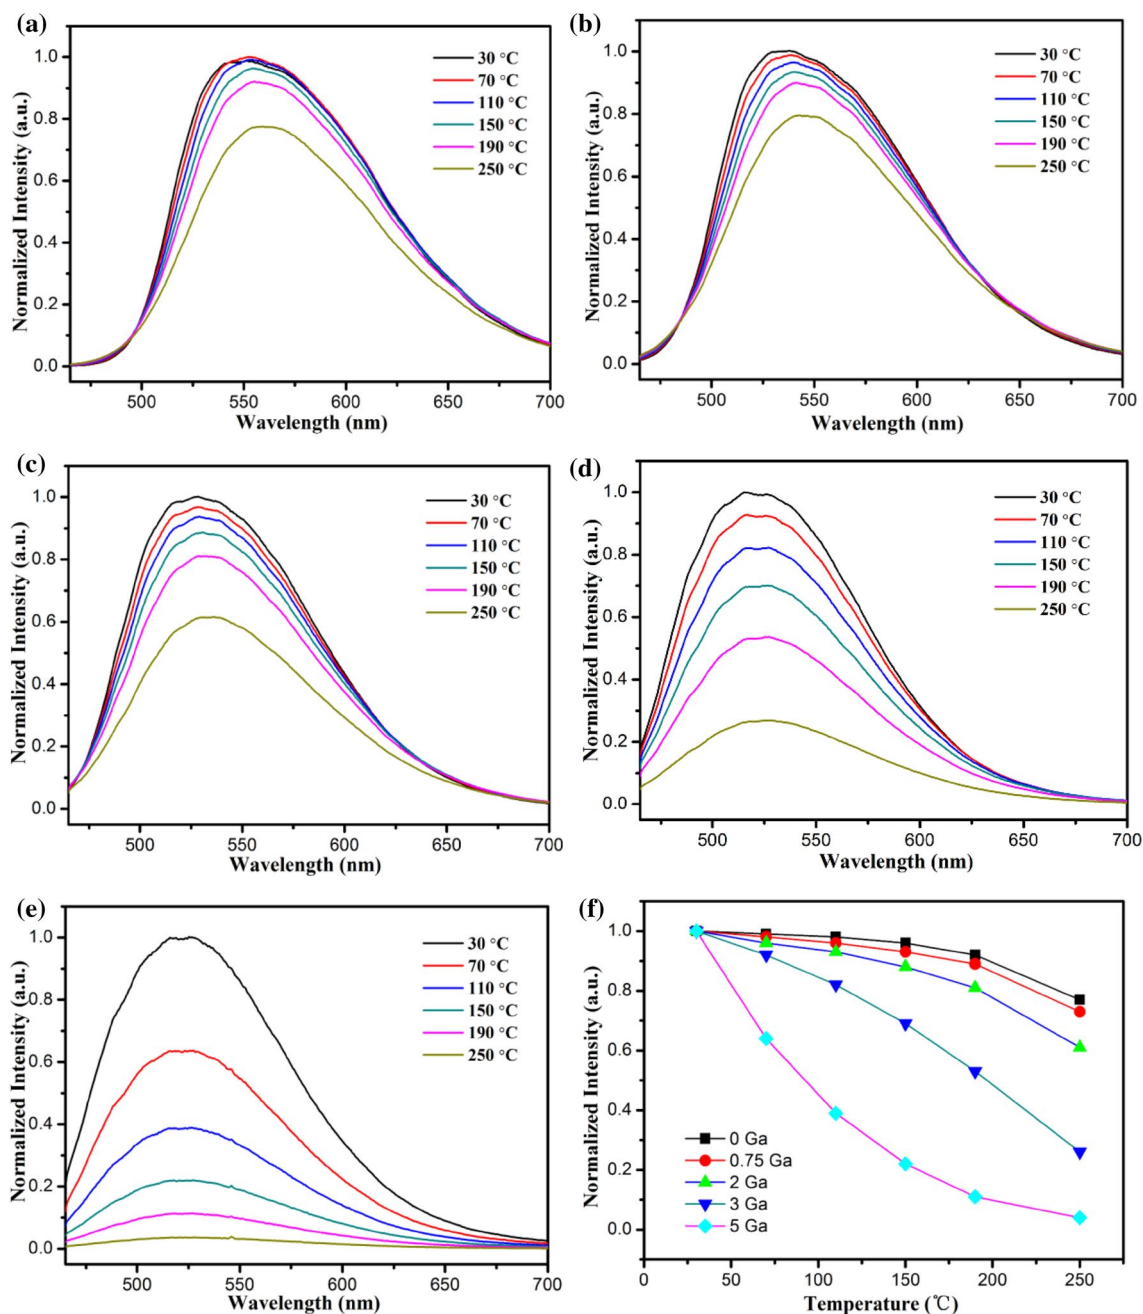 (a)
Normalized Intensity (a.u.)
1.0
0.8
0.6
0.4
0.2
0.0
30 °C
70 °C
110 °C
150 °C
190 °C
250 °C
500 550 600 650 700
Wavelength (nm)
(b)
Normalized Intensity (a.u.)
1.0
0.8
0.6
0.4
0.2
0.0
30 °C
70 °C
110 °C
150 °C
190 °C
250 °C
500 550 600 650 700
Wavelength (nm)
(c)
Normalized Intensity (a.u.)
1.0
0.8
0.6
0.4
0.2
0.0
30 °C
70 °C
110 °C
150 °C
190 °C
250 °C
500 550 600 650 700
Wavelength (nm)
(d)
Normalized Intensity (a.u.)
1.0
0.8
0.6
0.4
0.2
0.0
30 °C
70 °C
110 °C
150 °C
190 °C
250 °C
500 550 600 650 700
Wavelength (nm)
(e)
Normalized Intensity (a.u.)
1.0
0.8
0.6
0.4
0.2
0.0
30 °C
70 °C
110 °C
150 °C
190 °C
250 °C
500 550 600 650 700
Wavelength (nm)
(f)
Normalized Intensity (a.u.)
1.0
0.8
0.6
0.4
0.2
0.0
0 Ga
0.75 Ga
2 Ga
3 Ga
5 Ga
0 50 100 150 200 250
Temperature (℃)